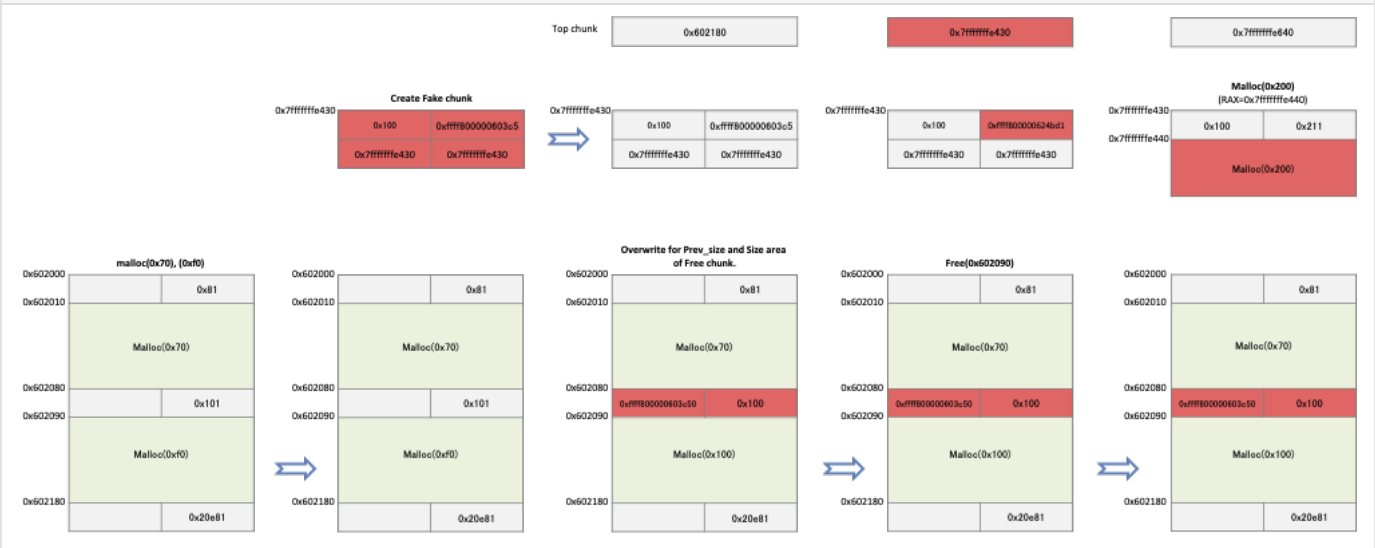 Top chunk
0x602180
0x7fffffffe430
0x7fffffffe640
Create Fake chunk
0x7fffffffe430
0x100
0xffff800000603c5
0x7fffffffe430
0x7fffffffe430
0x7fffffffe430
0x100
0xffff800000603c5
0x7fffffffe430
0x7fffffffe430
0x7fffffffe430
0x100
0xffff800000624bd1
0x7fffffffe430
0x7fffffffe430
Malloc(0x200)
(RAX=0x7fffffffe440)
0x7fffffffe430
0x100
0x211
0x7fffffffe440
Malloc(0x200)
malloc(0x70), (0xf0)
0x602000
0x81
0x602010
Malloc(0x70)
0x602080
0x101
0x602090
Malloc(0xf0)
0x602180
0x20e81
0x602000
0x81
0x602010
Malloc(0x70)
0x602080
0x101
0x602090
Malloc(0xf0)
0x602180
0x20e81
Overwrite for Prev_size and Size area
of Free chunk.
0x602000
0x81
0x602010
Malloc(0x70)
0x602080
0xffff800000603c50
0x100
0x602090
Malloc(0x100)
0x602180
0x20e81
Free(0x602090)
0x602000
0x81
0x602010
Malloc(0x70)
0x602080
0xffff800000603c50
0x100
0x602090
Malloc(0x100)
0x602180
0x20e81
0x602000
0x81
0x602010
Malloc(0x70)
0x602080
0xffff800000603c50
0x100
0x602090
Malloc(0x100)
0x602180
0x20e81